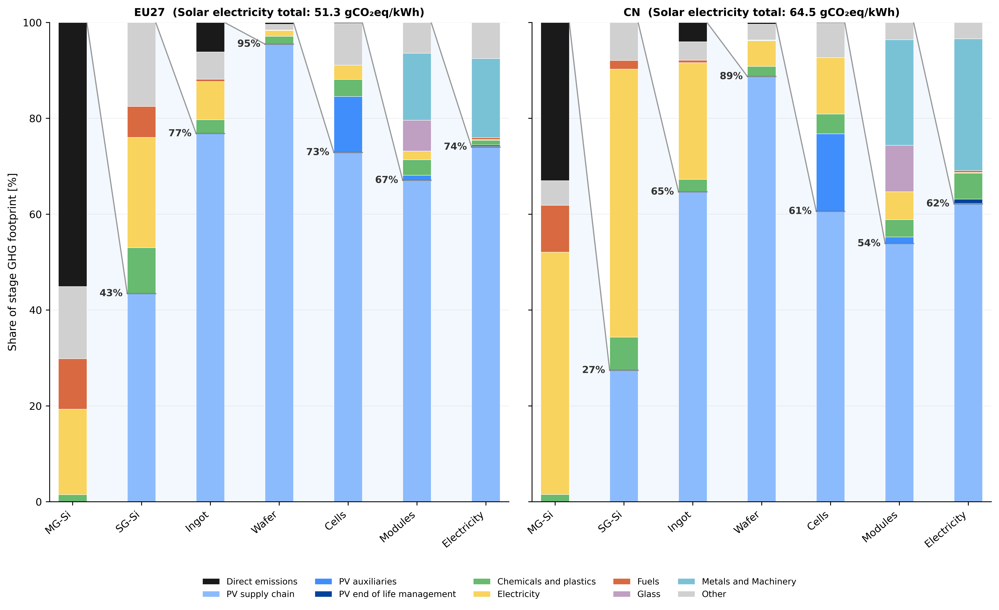 EU27  (Solar electricity total: 51.3 gCO₂eq/kWh)
CN  (Solar electricity total: 64.5 gCO₂eq/kWh)
Share of stage GHG footprint [%]
100
80
60
40
20
0
43%
77%
95%
73%
67%
74%
27%
65%
89%
61%
54%
62%
MG-Si
SG-Si
Ingot
Wafer
Cells
Modules
Electricity
MG-Si
SG-Si
Ingot
Wafer
Cells
Modules
Electricity
Direct emissions
PV supply chain
PV auxiliaries
PV end of life management
Chemicals and plastics
Electricity
Fuels
Glass
Metals and Machinery
Other